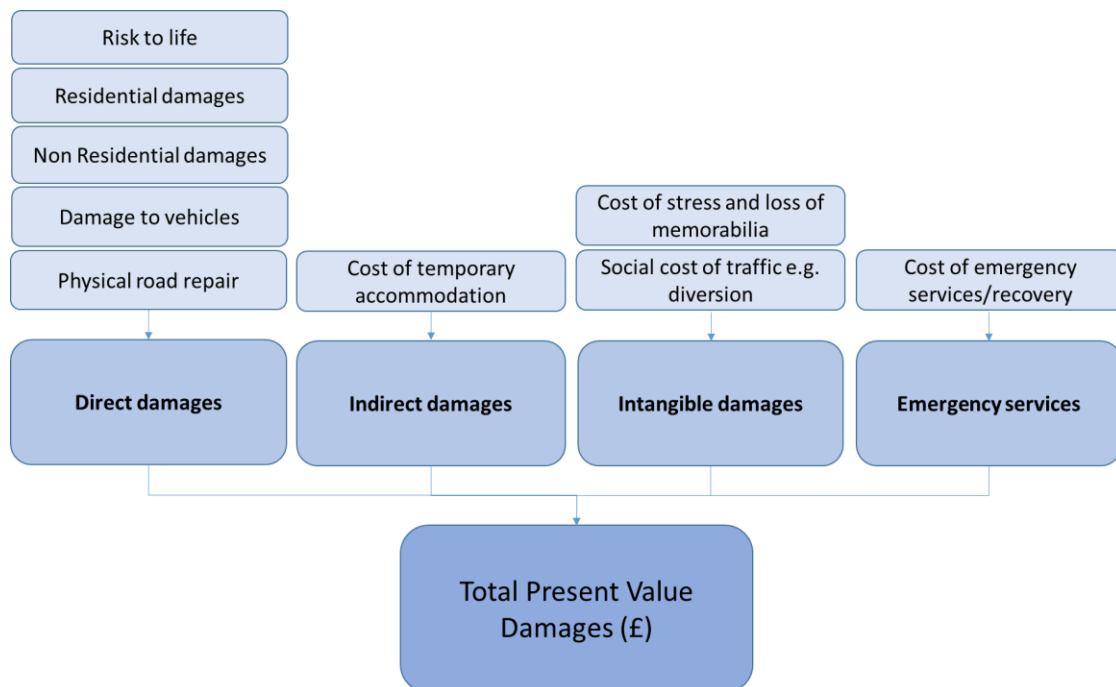 Risk to life
Residential damages
Non Residential damages
Damage to vehicles
Physical road repair
Cost of temporary
accommodation
Cost of stress and loss of
memorabilia
Social cost of traffic e.g.
diversion
Cost of emergency
services/recovery
Direct damages
Indirect damages
Intangible damages
Emergency services
Total Present Value
Damages (£)